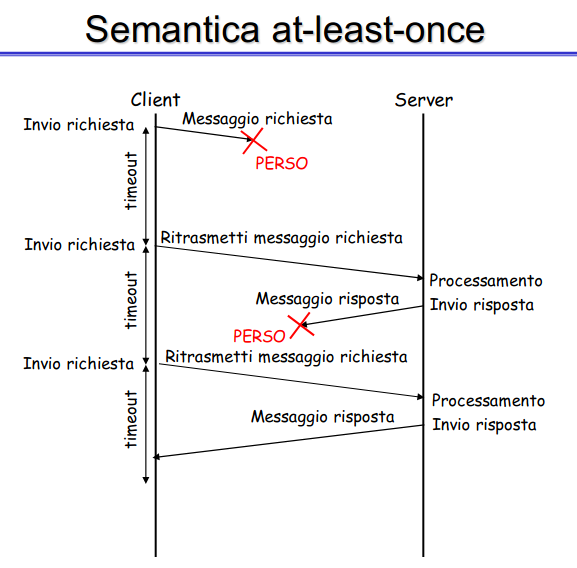 Semantica at-least-once
Client
Server
Invio richiesta
Messaggio richiesta
PERSO
timeout
Invio richiesta
Ritrasmetti messaggio richiesta
Processamento
Messaggio risposta
Invio risposta
PERSO
timeout
Invio richiesta
Ritrasmetti messaggio richiesta
Processamento
Messaggio risposta
Invio risposta
timeout